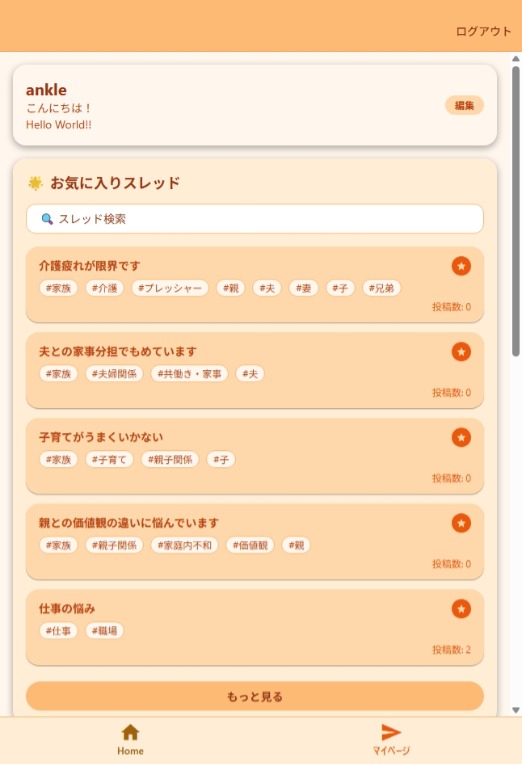 ログアウト
ankle
こんにちは！
Hello World!!
編集
お気に入りスレッド
スレッド検索
介護疲れが限界です
#家族 #介護 #プレッシャー #親 #夫 #妻 #子 #兄弟
投稿数: 0
夫との家事分担でもめています
#家族 #夫婦関係 #共働き・家事 #夫
投稿数: 0
子育てがうまくいかない
#家族 #子育て #親子関係 #子
投稿数: 0
親との価値観の違いに悩んでいます
#家族 #親子関係 #家庭内不和 #価値観 #親
投稿数: 0
仕事の悩み
#仕事 #職場
投稿数: 2
もっと見る
Home
マイページ